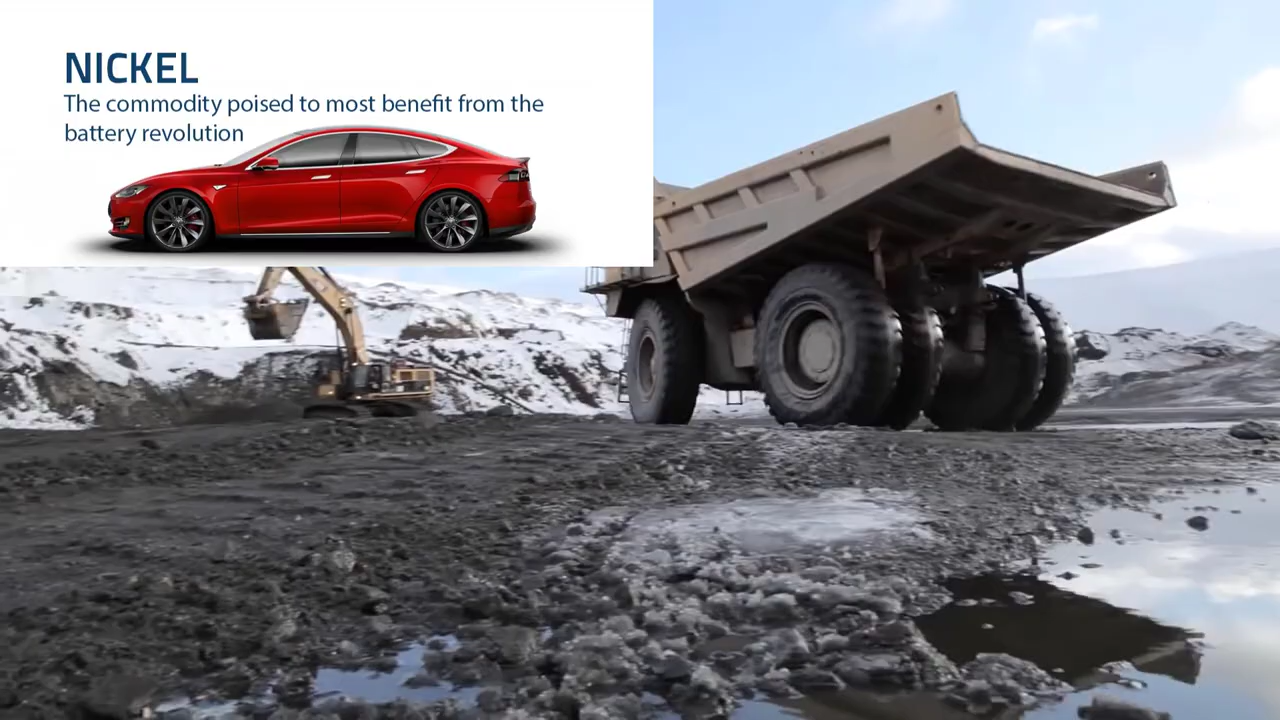 NICKEL
The commodity poised to most benefit from the
battery revolution